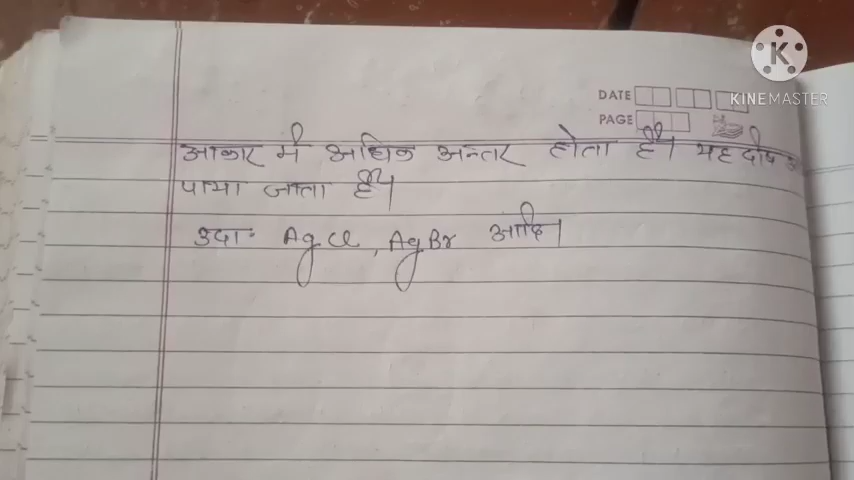 KINEMASTER
DATE
PAGE
आकार में अधिक अन्तर होता है। यह दोष
पाया जाता है।
उदा- AgCl, AgBr आदि।